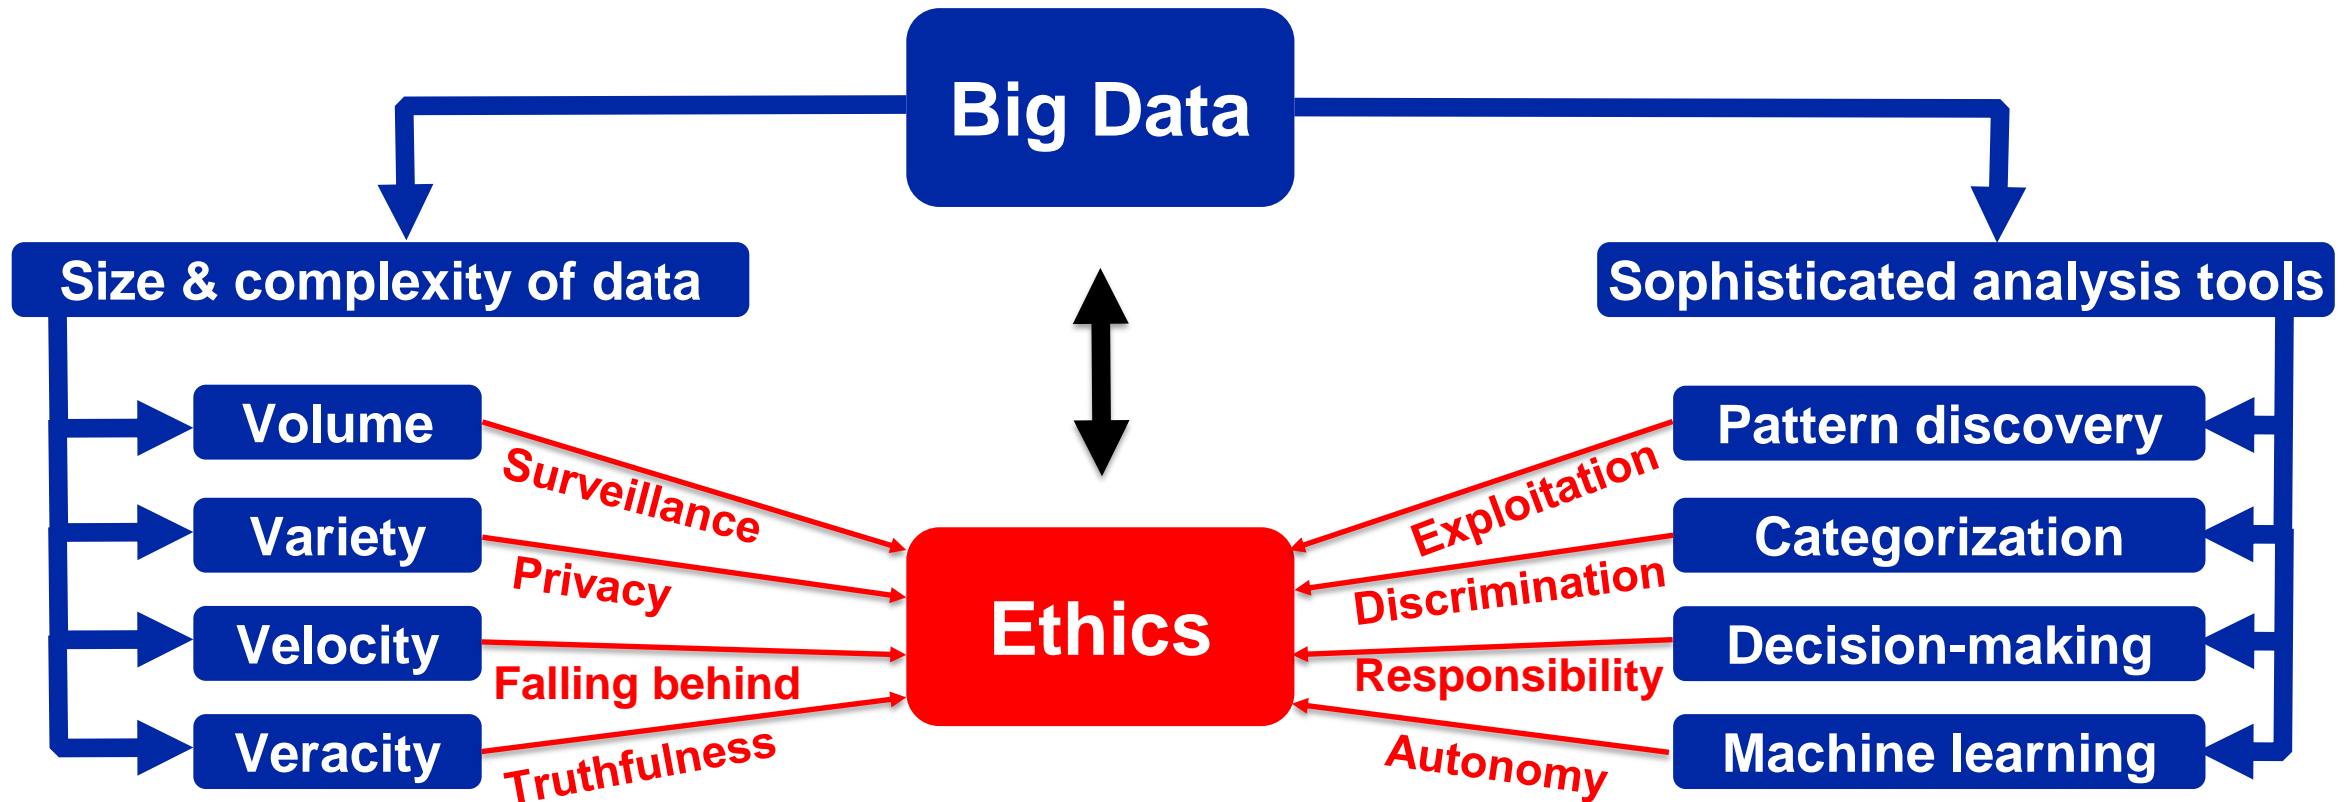 Big Data
Size & complexity of data
Sophisticated analysis tools
Volume
Surveillance
Variety
Privacy
Velocity
Falling behind
Veracity
Truthfulness
Ethics
Pattern discovery
Exploitation
Categorization
Discrimination
Decision-making
Responsibility
Machine learning
Autonomy